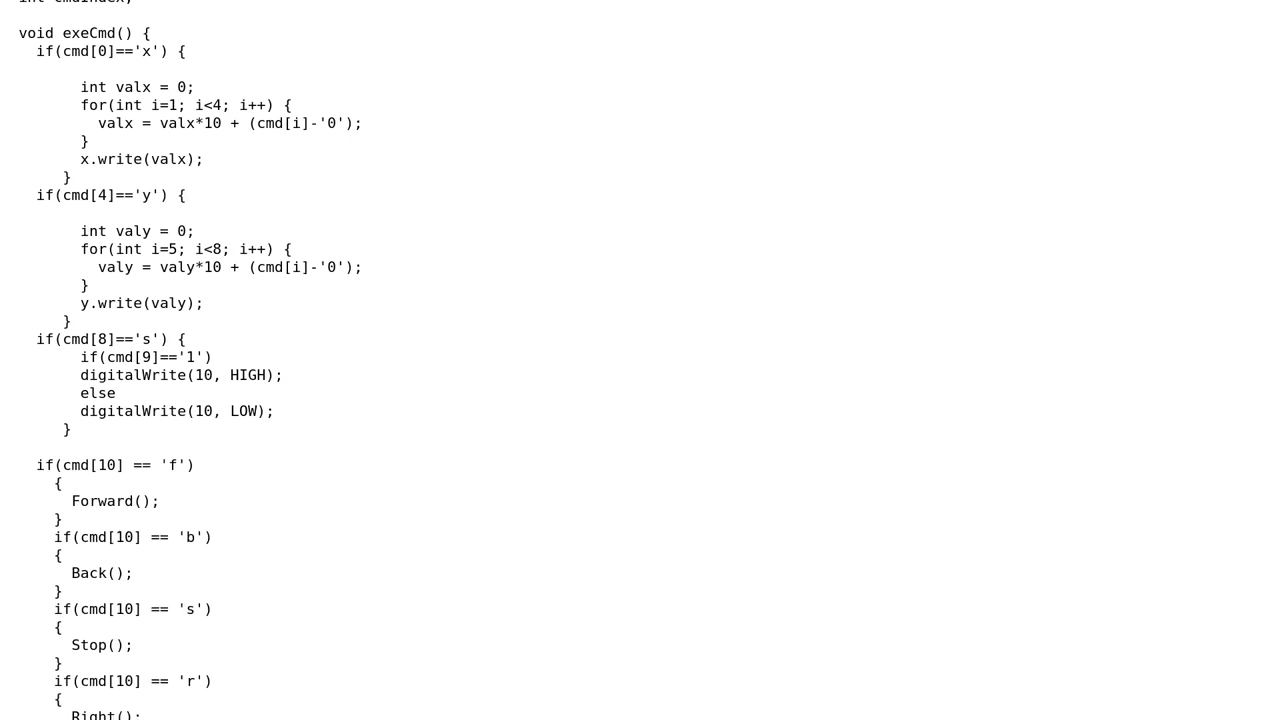 int cmdIndex;
void exeCmd() {
if(cmd[0]=='x') {
int valx = 0;
for(int i=1; i<4; i++) {
valx = valx*10 + (cmd[i]-'0');
}
x.write(valx);
}
if(cmd[4]=='y') {
int valy = 0;
for(int i=5; i<8; i++) {
valy = valy*10 + (cmd[i]-'0');
}
y.write(valy);
}
if(cmd[8]=='s') {
if(cmd[9]=='1')
digitalWrite(10, HIGH);
else
digitalWrite(10, LOW);
}
if(cmd[10] == 'f')
{
Forward();
}
if(cmd[10] == 'b')
{
Back();
}
if(cmd[10] == 's')
{
Stop();
}
if(cmd[10] == 'r')
{
Right();